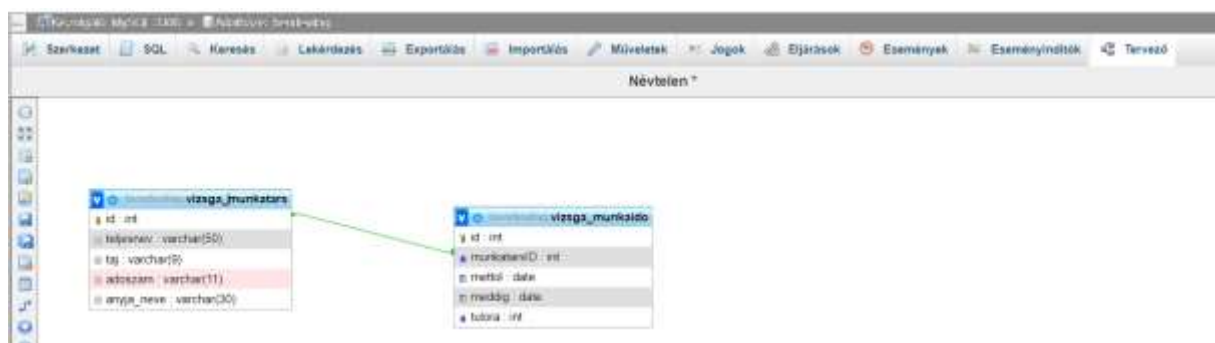 Szerkezet SQL Keresés Lekérdezés Exportálás Importálás Műveletek Jogok Eljárások Események Eseményindítók Tervező
Névtelen *
vizsga_munkatars
id : int
teljesnev : varchar(50)
taj : varchar(9)
adoszam : varchar(11)
anyja_neve : varchar(30)
vizsga_munkaido
id : int
munkatarsID : int
mettol : date
meddig : date
tulora : int